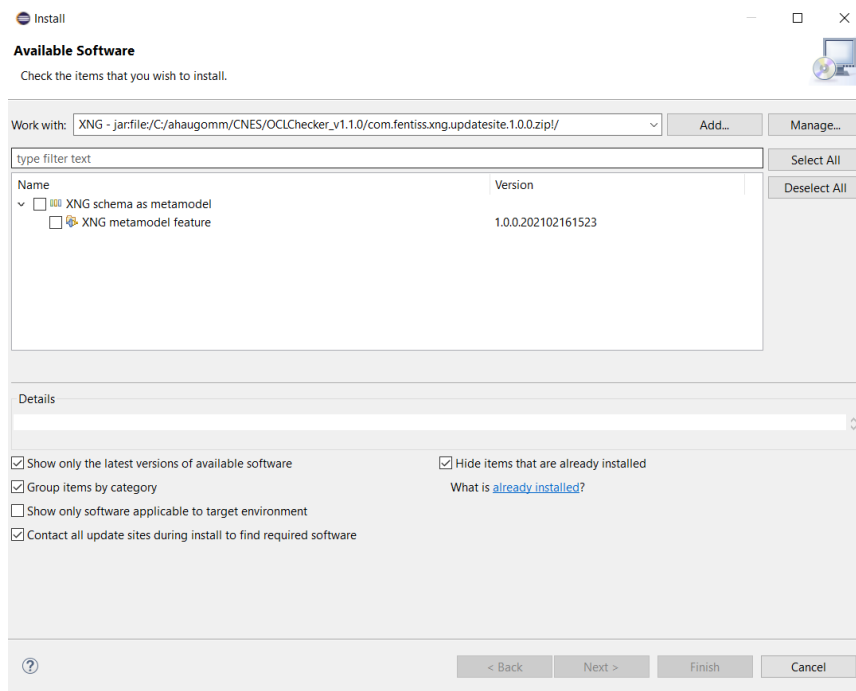 Install
Available Software
Check the items that you wish to install.
Work with: XNG - jar:file:/C:/ahaugomm/CNES/OCLChecker_v1.1.0/com.fentiss.xng.updatesite.1.0.0.zip!/ Add... Manage...
type filter text Select All
Name Version Deselect All
XNG schema as metamodel
XNG metamodel feature 1.0.0.202102161523
Details
Show only the latest versions of available software Hide items that are already installed
Group items by category What is already installed?
Show only software applicable to target environment
Contact all update sites during install to find required software
? < Back Next > Finish Cancel